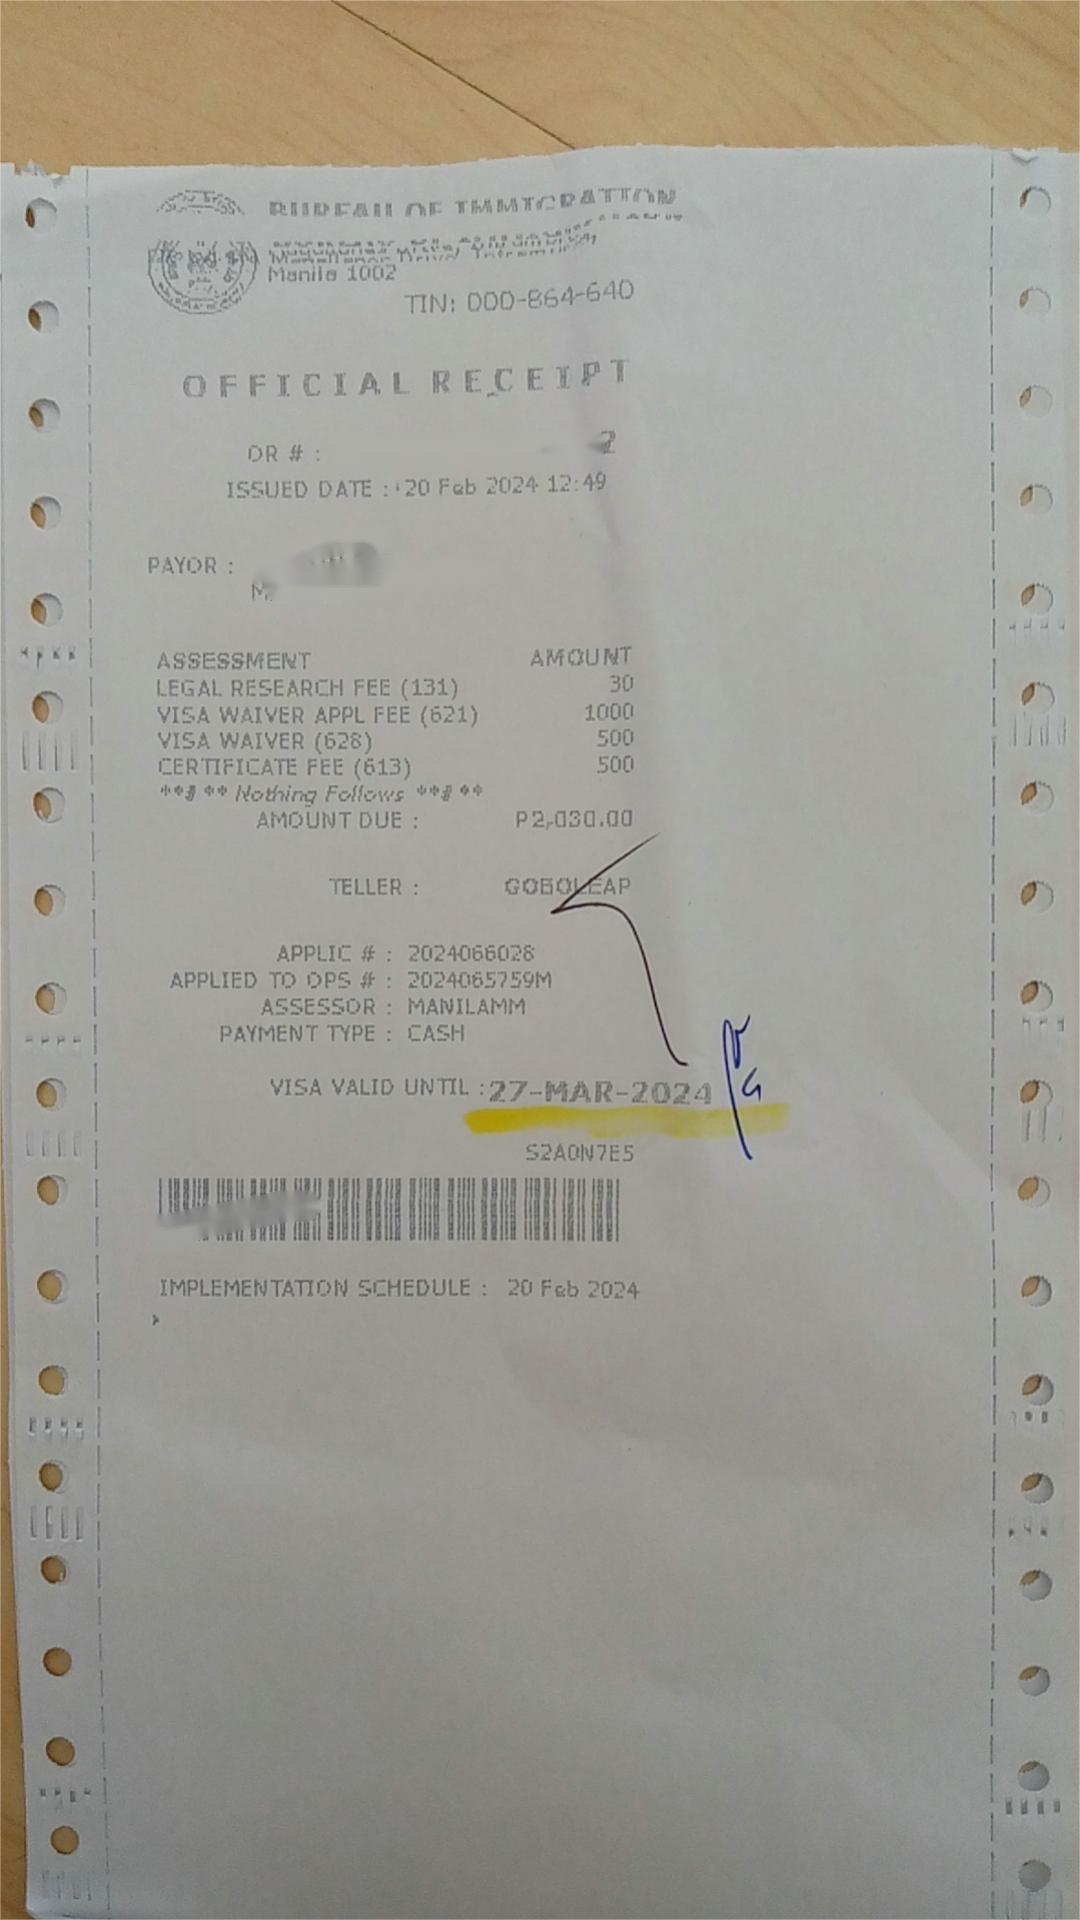 BUREAU OF IMMIGRATION
Manila 1002
TIN: 000-864-640
OFFICIAL RECEIPT
OR # : 2
ISSUED DATE : 20 Feb 2024 12:49
PAYOR :
M
ASSESSMENT AMOUNT
LEGAL RESEARCH FEE (131) 30
VISA WAIVER APPL FEE (621) 1000
VISA WAIVER (628) 500
CERTIFICATE FEE (613) 500
**#** Nothing Follows **#**
AMOUNT DUE : P2,030.00
TELLER : GOBOLEAP
APPLIC # : 2024066028
APPLIED TO OPS # : 2024065759M
ASSESSOR : MANILAMM
PAYMENT TYPE : CASH
VISA VALID UNTIL :27-MAR-2024
S2A0N7E5
IMPLEMENTATION SCHEDULE : 20 Feb 2024